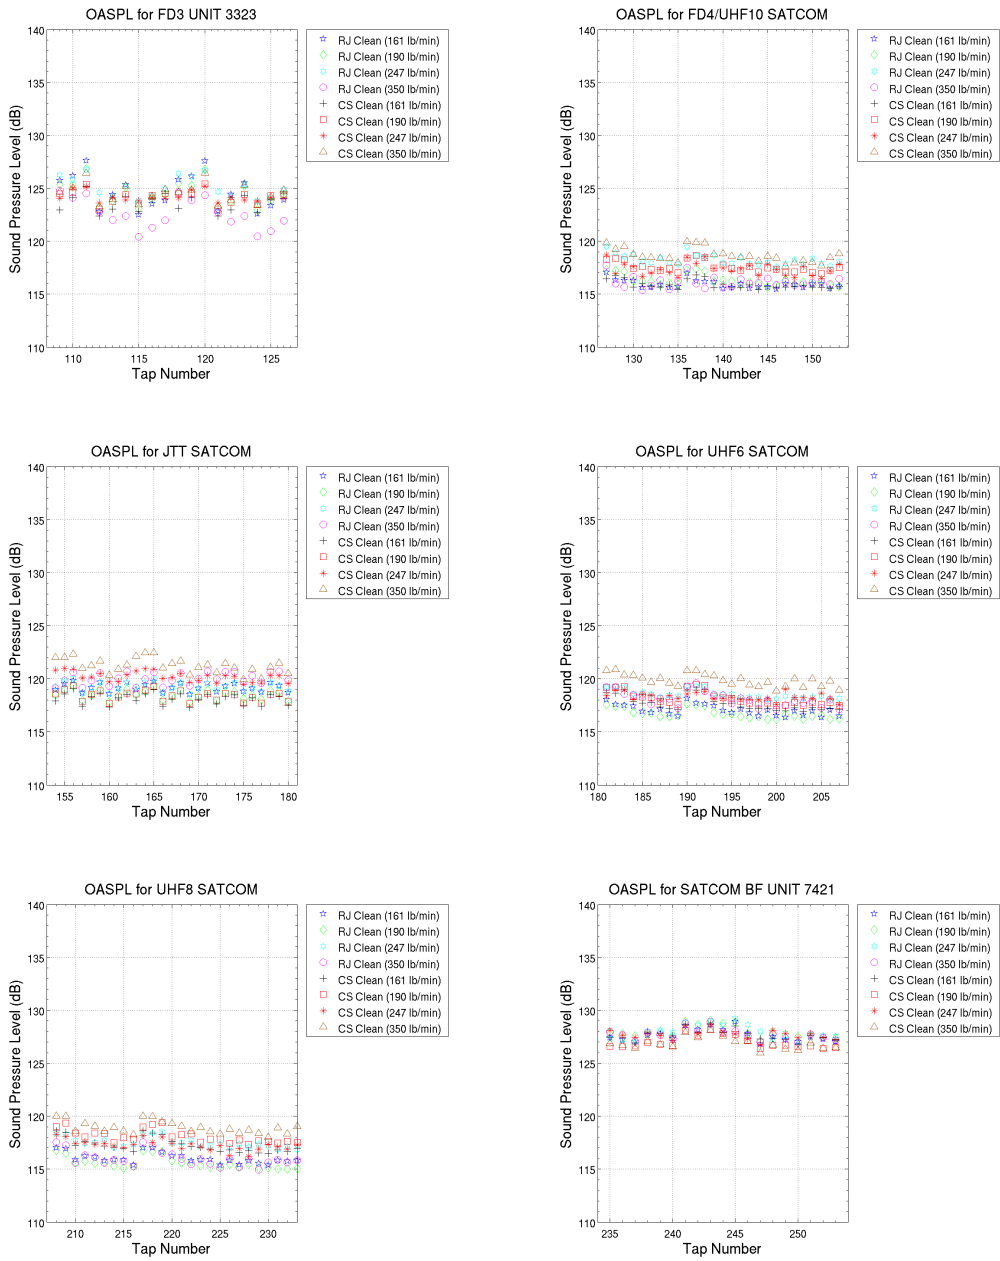 OASPL for FD3 UNIT 3323
140
135
130
125
120
115
110
110 115 120 125
Sound Pressure Level (dB)
Tap Number
RJ Clean (161 lb/min)
RJ Clean (190 lb/min)
RJ Clean (247 lb/min)
RJ Clean (350 lb/min)
CS Clean (161 lb/min)
CS Clean (190 lb/min)
CS Clean (247 lb/min)
CS Clean (350 lb/min)
OASPL for FD4/UHF10 SATCOM
140
135
130
125
120
115
110
130 135 140 145 150
Sound Pressure Level (dB)
Tap Number
RJ Clean (161 lb/min)
RJ Clean (190 lb/min)
RJ Clean (247 lb/min)
RJ Clean (350 lb/min)
CS Clean (161 lb/min)
CS Clean (190 lb/min)
CS Clean (247 lb/min)
CS Clean (350 lb/min)
OASPL for JTT SATCOM
140
135
130
125
120
115
110
155 160 165 170 175 180
Sound Pressure Level (dB)
Tap Number
RJ Clean (161 lb/min)
RJ Clean (190 lb/min)
RJ Clean (247 lb/min)
RJ Clean (350 lb/min)
CS Clean (161 lb/min)
CS Clean (190 lb/min)
CS Clean (247 lb/min)
CS Clean (350 lb/min)
OASPL for UHF6 SATCOM
140
135
130
125
120
115
110
180 185 190 195 200 205
Sound Pressure Level (dB)
Tap Number
RJ Clean (161 lb/min)
RJ Clean (190 lb/min)
RJ Clean (247 lb/min)
RJ Clean (350 lb/min)
CS Clean (161 lb/min)
CS Clean (190 lb/min)
CS Clean (247 lb/min)
CS Clean (350 lb/min)
OASPL for UHF8 SATCOM
140
135
130
125
120
115
110
210 215 220 225 230
Sound Pressure Level (dB)
Tap Number
RJ Clean (161 lb/min)
RJ Clean (190 lb/min)
RJ Clean (247 lb/min)
RJ Clean (350 lb/min)
CS Clean (161 lb/min)
CS Clean (190 lb/min)
CS Clean (247 lb/min)
CS Clean (350 lb/min)
OASPL for SATCOM BF UNIT 7421
140
135
130
125
120
115
110
235 240 245 250
Sound Pressure Level (dB)
Tap Number
RJ Clean (161 lb/min)
RJ Clean (190 lb/min)
RJ Clean (247 lb/min)
RJ Clean (350 lb/min)
CS Clean (161 lb/min)
CS Clean (190 lb/min)
CS Clean (247 lb/min)
CS Clean (350 lb/min)